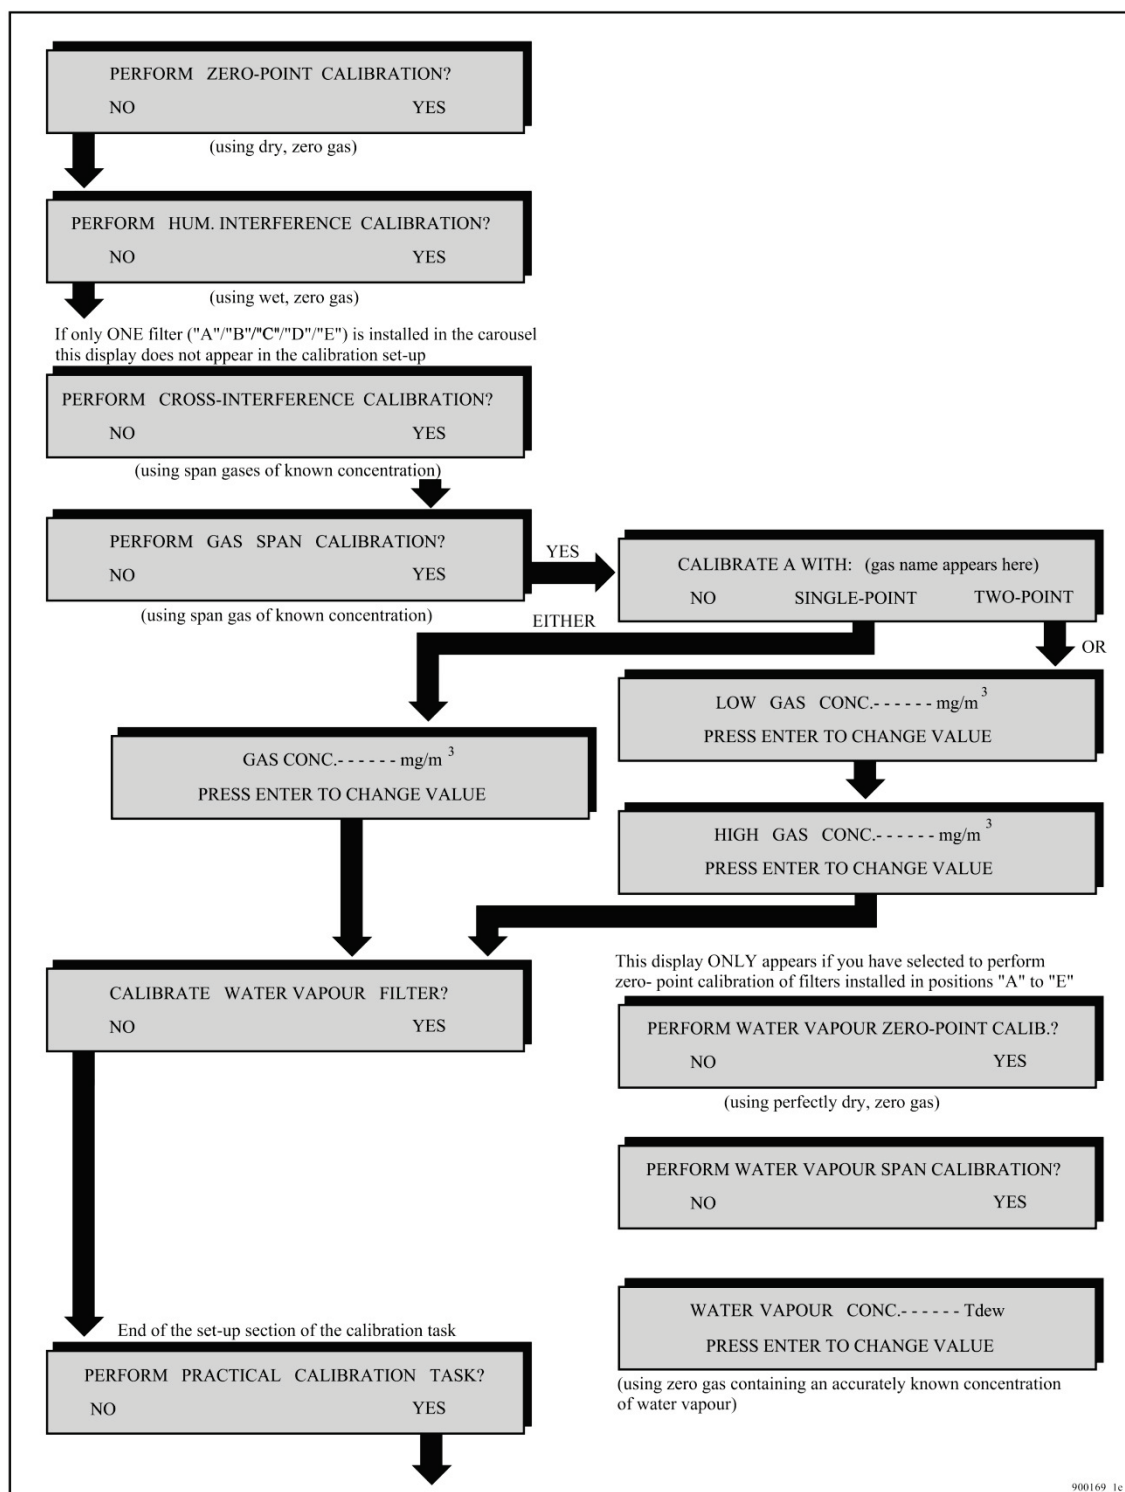 PERFORM ZERO-POINT CALIBRATION?
NO YES
(using dry, zero gas)
PERFORM HUM. INTERFERENCE CALIBRATION?
NO YES
(using wet, zero gas)
If only ONE filter ("A"/"B"/"C"/"D"/"E") is installed in the carousel
this display does not appear in the calibration set-up
PERFORM CROSS-INTERFERENCE CALIBRATION?
NO YES
(using span gases of known concentration)
PERFORM GAS SPAN CALIBRATION?
NO YES
(using span gas of known concentration)
YES
CALIBRATE A WITH: (gas name appears here)
NO SINGLE-POINT TWO-POINT
EITHER
OR
GAS CONC.- - - - - - mg/m³
PRESS ENTER TO CHANGE VALUE
LOW GAS CONC.- - - - - - mg/m³
PRESS ENTER TO CHANGE VALUE
HIGH GAS CONC.- - - - - - mg/m³
PRESS ENTER TO CHANGE VALUE
CALIBRATE WATER VAPOUR FILTER?
NO YES
This display ONLY appears if you have selected to perform
zero- point calibration of filters installed in positions "A" to "E"
PERFORM WATER VAPOUR ZERO-POINT CALIB.?
NO YES
(using perfectly dry, zero gas)
PERFORM WATER VAPOUR SPAN CALIBRATION?
NO YES
WATER VAPOUR CONC.- - - - - - Tdew
PRESS ENTER TO CHANGE VALUE
(using zero gas containing an accurately known concentration
of water vapour)
End of the set-up section of the calibration task
PERFORM PRACTICAL CALIBRATION TASK?
NO YES
900169 1c